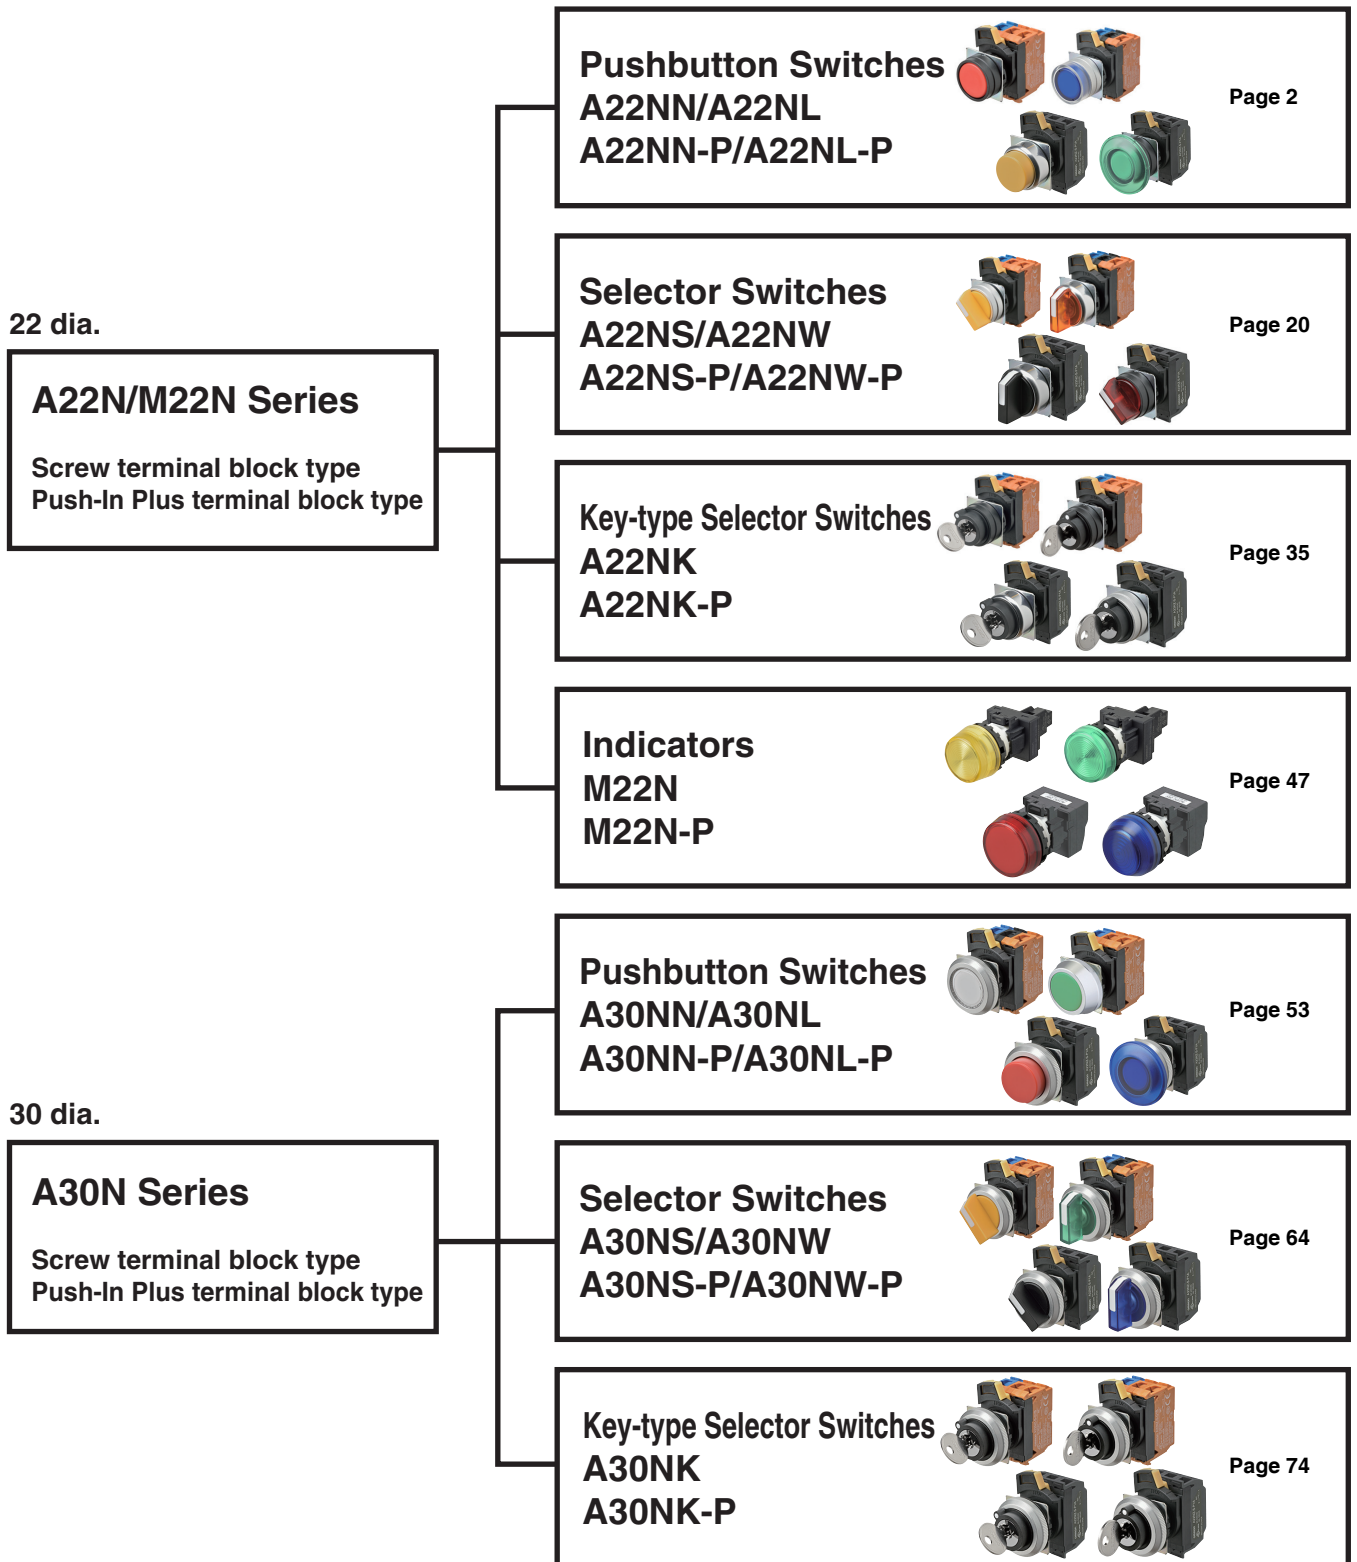 Pushbutton Switches
A22NN/A22NL
A22NN-P/A22NL-P
Page 2
Selector Switches
A22NS/A22NW
A22NS-P/A22NW-P
Page 20
22 dia.
A22N/M22N Series
Screw terminal block type
Push-In Plus terminal block type
Key-type Selector Switches
A22NK
A22NK-P
Page 35
Indicators
M22N
M22N-P
Page 47
Pushbutton Switches
A30NN/A30NL
A30NN-P/A30NL-P
Page 53
30 dia.
A30N Series
Screw terminal block type
Push-In Plus terminal block type
Selector Switches
A30NS/A30NW
A30NS-P/A30NW-P
Page 64
Key-type Selector Switches
A30NK
A30NK-P
Page 74